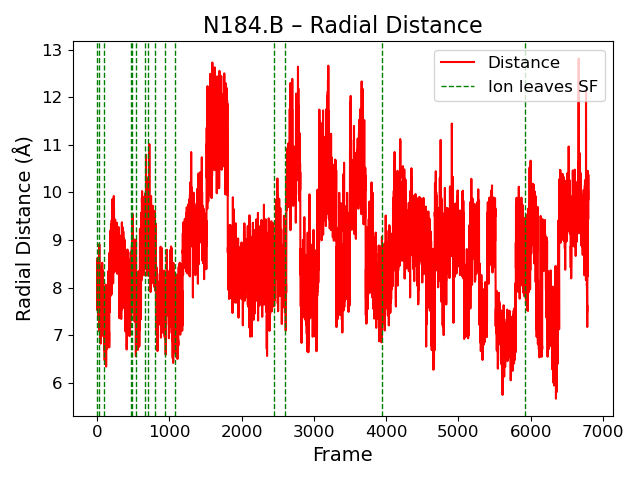 N184.B – Radial Distance
Radial Distance (Å)
13
12
11
10
9
8
7
6
Distance
Ion leaves SF
0 1000 2000 3000 4000 5000 6000 7000
Frame